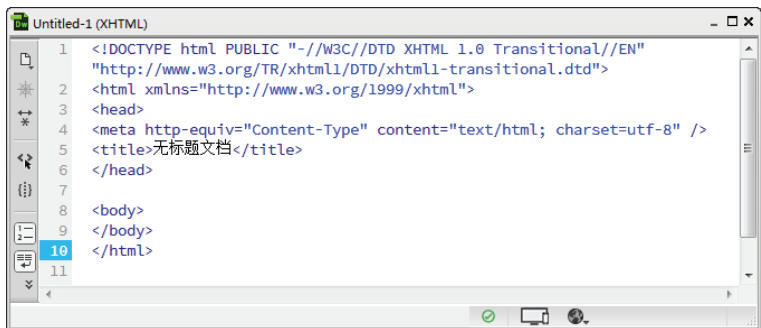 Dw Untitled-1 (XHTML)
1 <!DOCTYPE html PUBLIC "-//W3C//DTD XHTML 1.0 Transitional//EN"
"http://www.w3.org/TR/xhtml1/DTD/xhtml1-transitional.dtd">
2 <html xmlns="http://www.w3.org/1999/xhtml">
3 <head>
4 <meta http-equiv="Content-Type" content="text/html; charset=utf-8" />
5 <title>无标题文档</title>
6 </head>
7
8 <body>
9 </body>
10 </html>
11